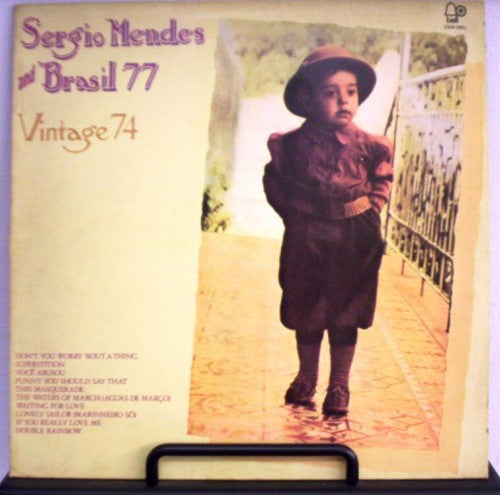 Sergio Mendes
and Brasil 77
Vintage 74
bell
DON'T YOU WORRY 'BOUT A THING
SUPERSTITION
VOCÊ ABUSOU
FUNNY YOU SHOULD SAY THAT
THIS MASQUERADE
THE WATERS OF MARCH (AGUAS DE MARÇO)
WAITING FOR LOVE
LONELY SAILOR (MARINHEIRO SÓ)
IF YOU REALLY LOVE ME
DOUBLE RAINBOW